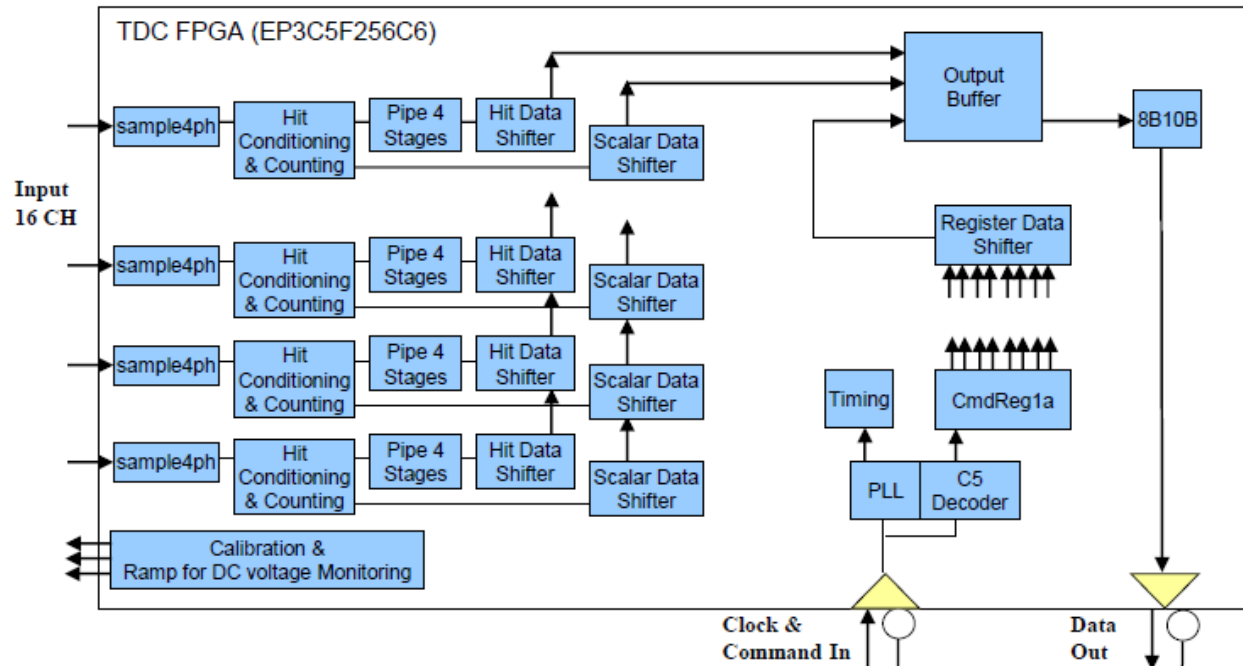 TDC FPGA (EP3C5F256C6)
Output
Buffer
8B10B
sample4ph
Hit
Conditioning
& Counting
Pipe 4
Stages
Hit Data
Shifter
Scalar Data
Shifter
Input
16 CH
Register Data
Shifter
sample4ph
Hit
Conditioning
& Counting
Pipe 4
Stages
Hit Data
Shifter
Scalar Data
Shifter
sample4ph
Hit
Conditioning
& Counting
Pipe 4
Stages
Hit Data
Shifter
Scalar Data
Shifter
Timing
CmdReg1a
sample4ph
Hit
Conditioning
& Counting
Pipe 4
Stages
Hit Data
Shifter
Scalar Data
Shifter
PLL
C5
Decoder
Calibration &
Ramp for DC voltage Monitoring
Clock &
Command In
Data
Out